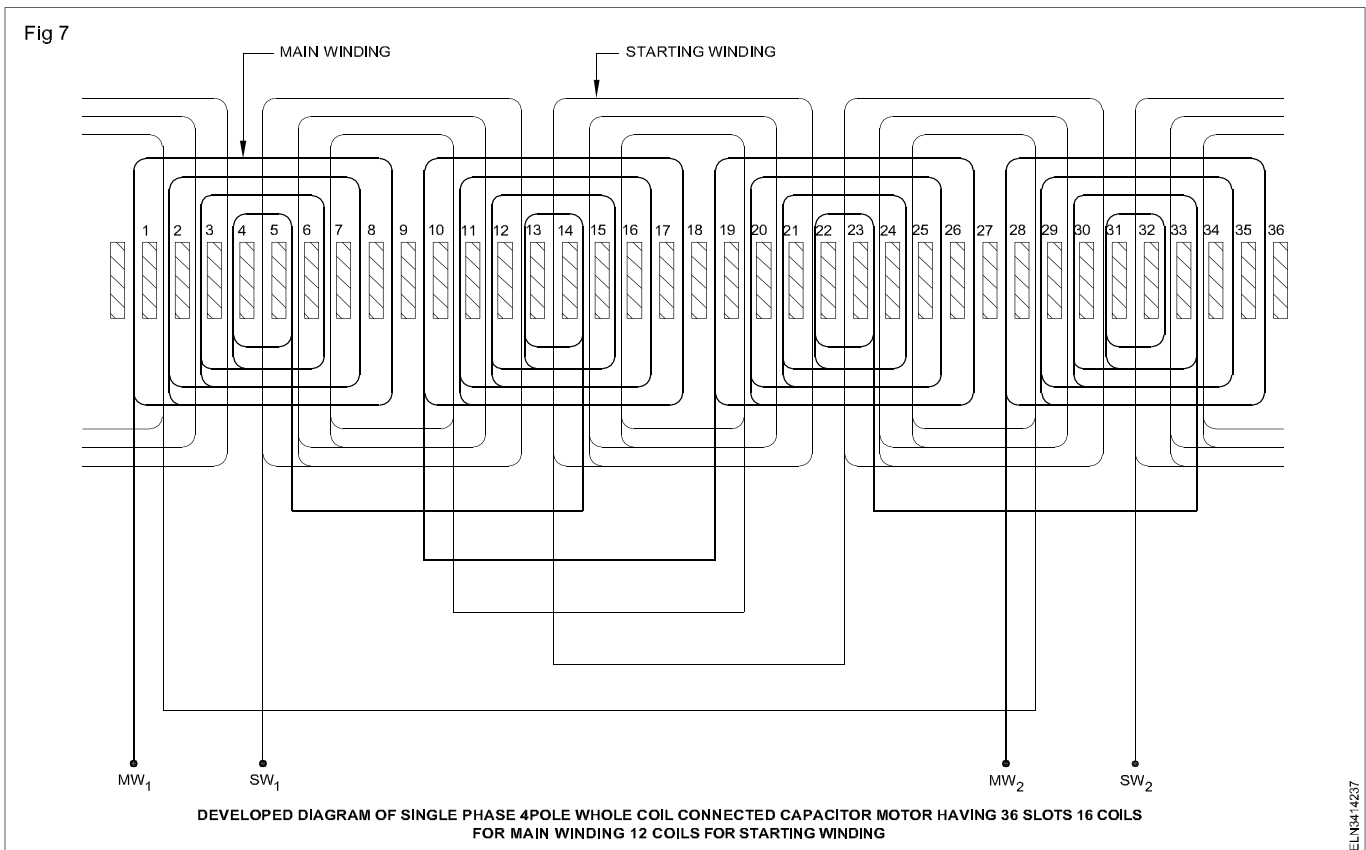 Fig 7
MAIN WINDING
STARTING WINDING
1 2 3 4 5 6 7 8 9 10 11 12 13 14 15 16 17 18 19 20 21 22 23 24 25 26 27 28 29 30 31 32 33 34 35 36
MW1 SW1 MW2 SW2
DEVELOPED DIAGRAM OF SINGLE PHASE 4POLE WHOLE COIL CONNECTED CAPACITOR MOTOR HAVING 36 SLOTS 16 COILS
FOR MAIN WINDING 12 COILS FOR STARTING WINDING
ELN3414237